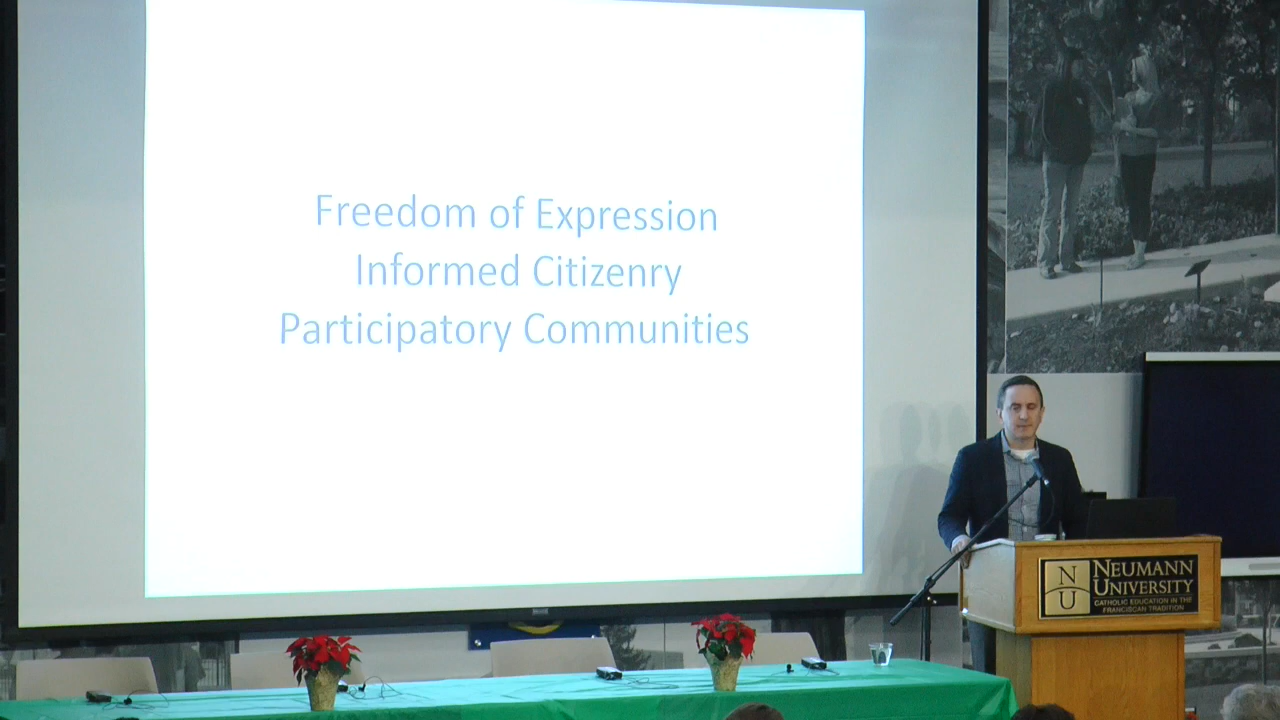 Freedom of Expression
Informed Citizenry
Participatory Communities
NU
NEUMANN
UNIVERSITY
CATHOLIC EDUCATION IN THE
FRANCISCAN TRADITION